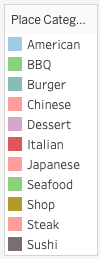 Place Categ...
American
BBQ
Burger
Chinese
Dessert
Italian
Japanese
Seafood
Shop
Steak
Sushi